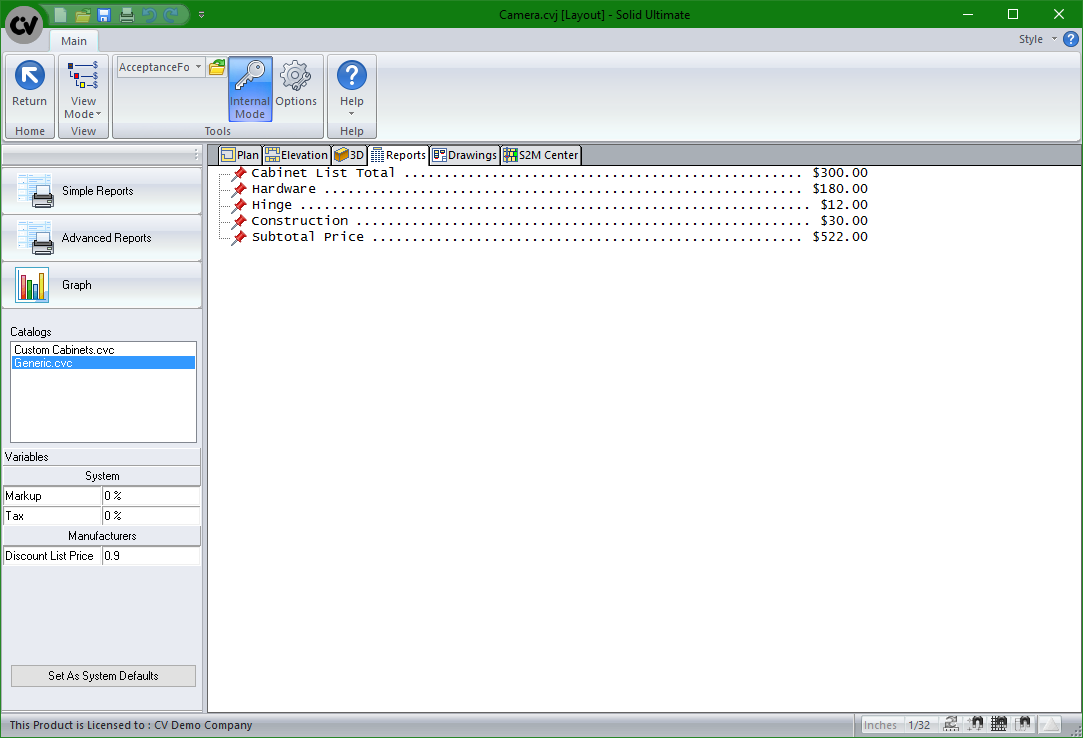 CV
Camera.cvj [Layout] - Solid Ultimate
Main
Style
AcceptanceFo
Return
View Mode
Internal Mode
Options
Help
Home
View
Tools
Help
Plan
Elevation
3D
Reports
Drawings
S2M Center
Simple Reports
Advanced Reports
Graph
Cabinet List Total .................................................. $300.00
Hardware ............................................................ $180.00
Hinge ................................................................ $12.00
Construction ......................................................... $30.00
Subtotal Price ...................................................... $522.00
Catalogs
Custom Cabinets.cvc
Generic.cvc
Variables
System
Markup 0 %
Tax 0 %
Manufacturers
Discount List Price 0.9
Set As System Defaults
This Product is Licensed to : CV Demo Company
Inches 1/32